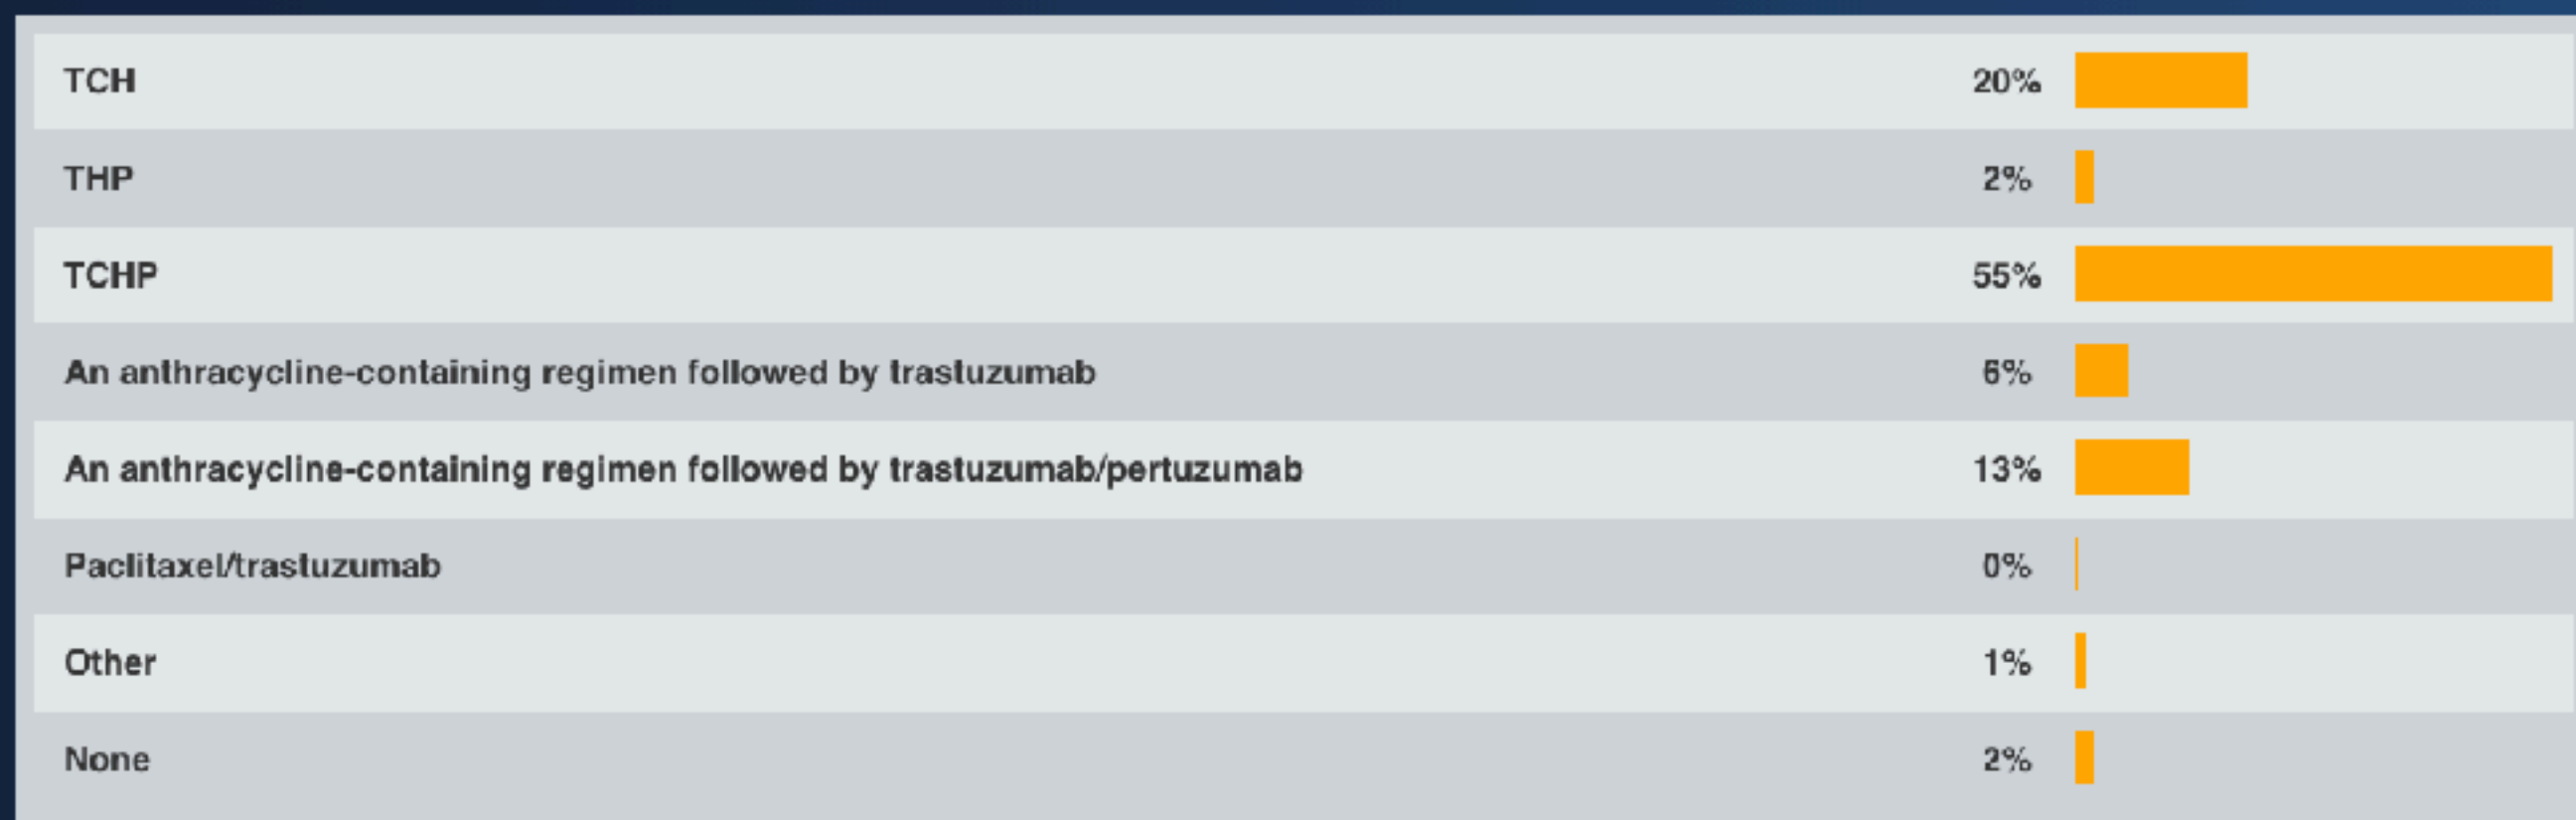 TCH 20%
THP 2%
TCHP 55%
An anthracycline-containing regimen followed by trastuzumab 6%
An anthracycline-containing regimen followed by trastuzumab/pertuzumab 13%
Paclitaxel/trastuzumab 0%
Other 1%
None 2%